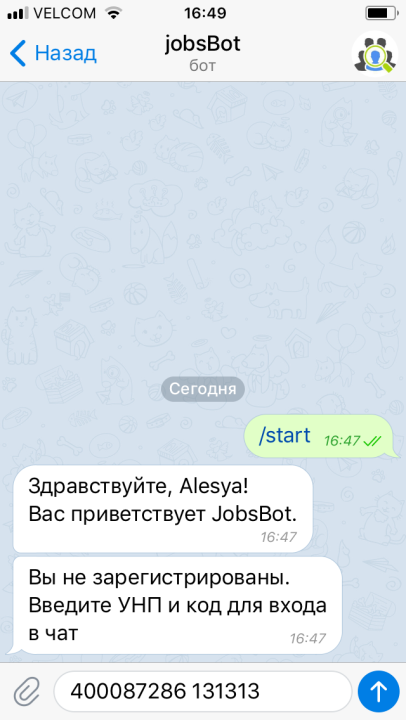 VELCOM 16:49
Назад
jobsBot
бот
Сегодня
/start 16:47
Здравствуйте, Alesya!
Вас приветствует JobsBot.
16:47
Вы не зарегистрированы.
Введите УНП и код для входа
в чат 16:47
400087286 131313